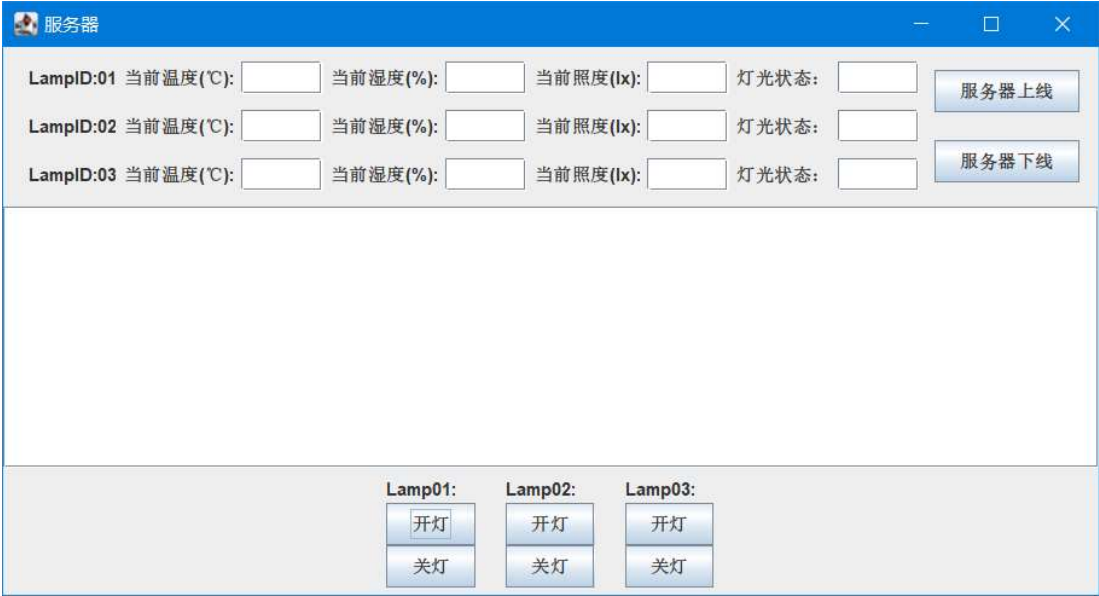 服务器
LampID:01 当前温度(℃): 当前湿度(%): 当前照度(lx): 灯光状态： 服务器上线
LampID:02 当前温度(℃): 当前湿度(%): 当前照度(lx): 灯光状态：
LampID:03 当前温度(℃): 当前湿度(%): 当前照度(lx): 灯光状态： 服务器下线
Lamp01: Lamp02: Lamp03:
开灯 开灯 开灯
关灯 关灯 关灯